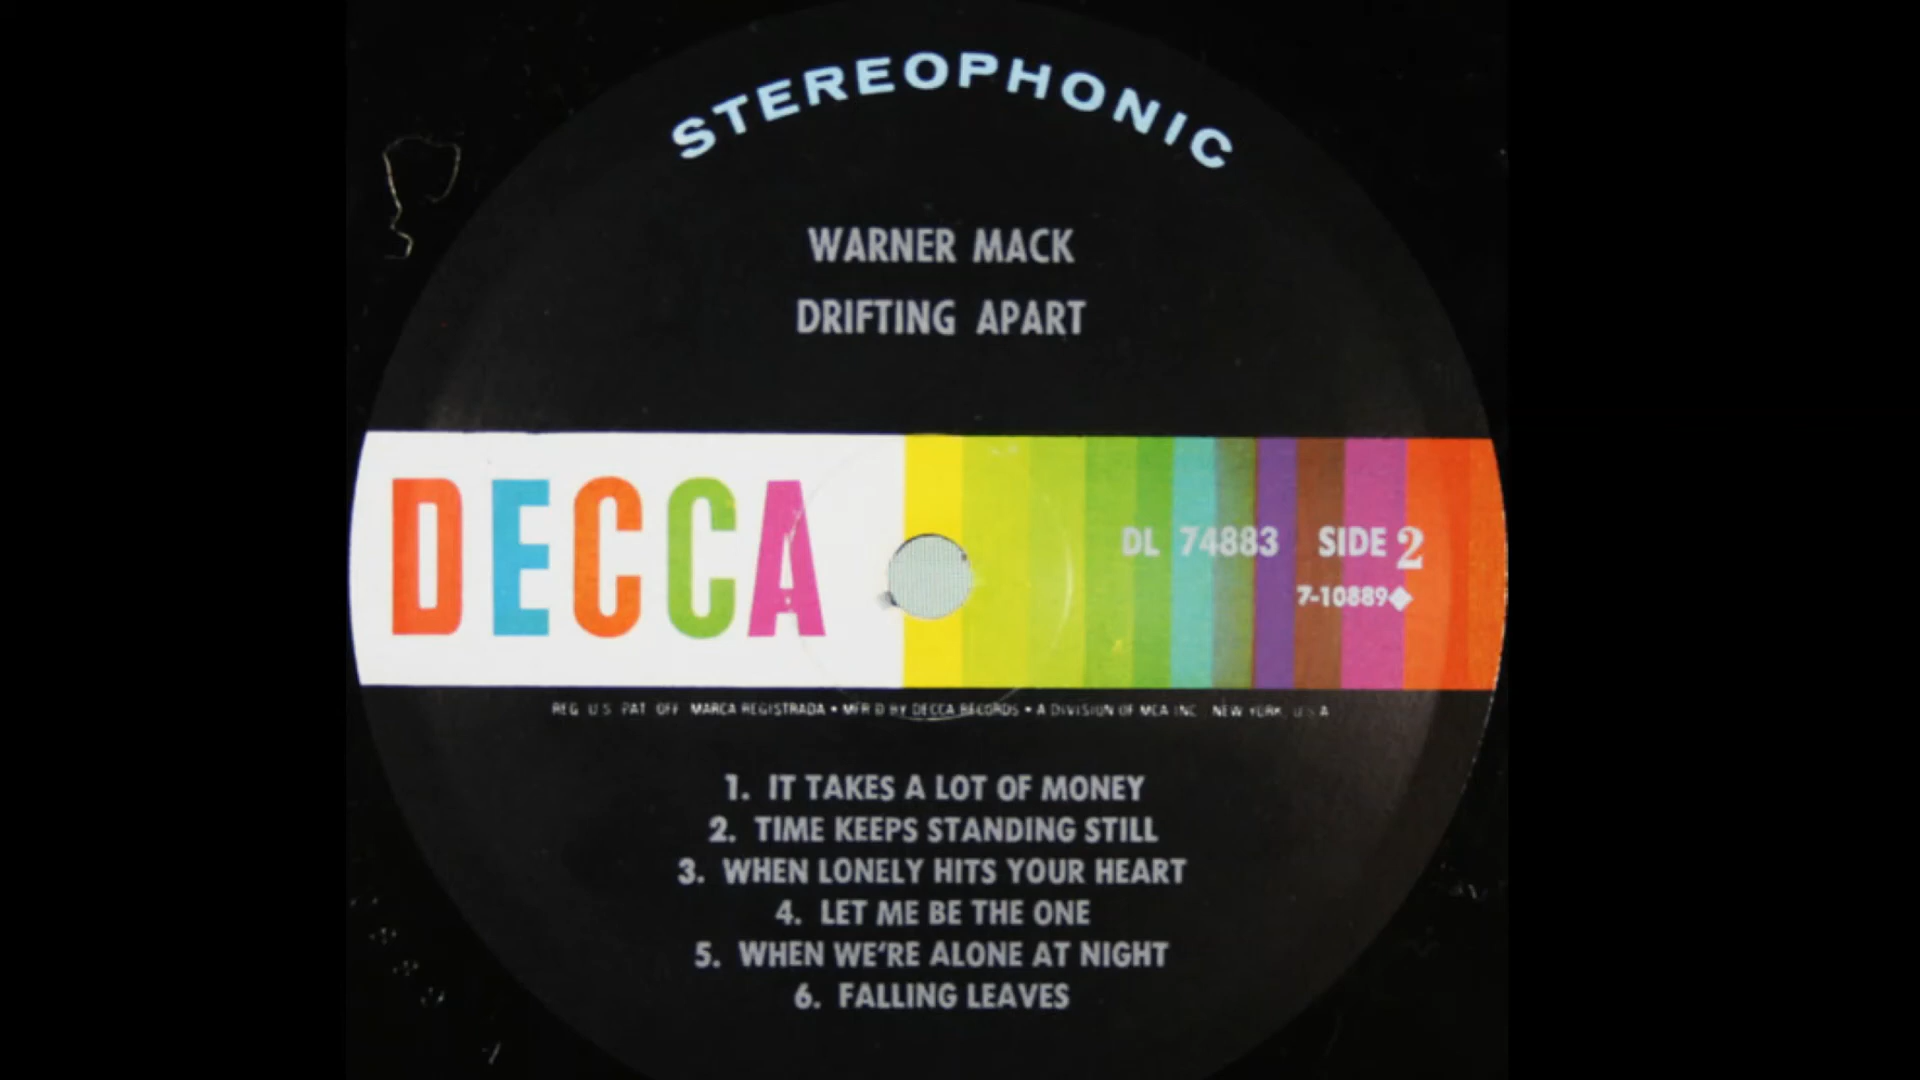 STEREOPHONIC
WARNER MACK
DRIFTING APART
DECCA
DL 74883 SIDE 2
7-10889◆
REG. U.S. PAT. OFF. MARCA REGISTRADA • MFR'D BY DECCA RECORDS • A DIVISION OF MCA INC., NEW YORK, U.S.A.
1. IT TAKES A LOT OF MONEY
2. TIME KEEPS STANDING STILL
3. WHEN LONELY HITS YOUR HEART
4. LET ME BE THE ONE
5. WHEN WE'RE ALONE AT NIGHT
6. FALLING LEAVES